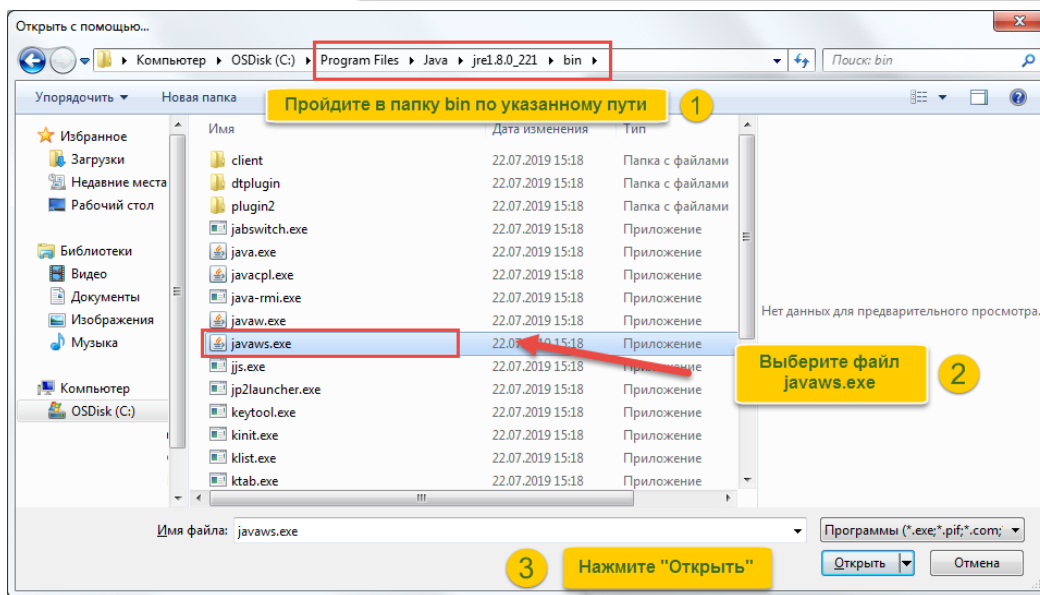 Открыть с помощью...
Компьютер ▸ OSDisk (C:) ▸ Program Files ▸ Java ▸ jre1.8.0_221 ▸ bin ▸
Поиск: bin
Упорядочить Новая папка
Пройдите в папку bin по указанному пути 1
Имя Дата изменения Тип
Избранное
Загрузки
Недавние места
Рабочий стол
Библиотеки
Видео
Документы
Изображения
Музыка
Компьютер
OSDisk (C:)
client 22.07.2019 15:18 Папка с файлами
dtplugin 22.07.2019 15:18 Папка с файлами
plugin2 22.07.2019 15:18 Папка с файлами
jabswitch.exe 22.07.2019 15:18 Приложение
java.exe 22.07.2019 15:18 Приложение
javacpl.exe 22.07.2019 15:18 Приложение
java-rmi.exe 22.07.2019 15:18 Приложение
javaw.exe 22.07.2019 15:18 Приложение
javaws.exe 22.07.2019 15:18 Приложение
jjs.exe 22.07.2019 15:18 Приложение
jp2launcher.exe 22.07.2019 15:18 Приложение
keytool.exe 22.07.2019 15:18 Приложение
kinit.exe 22.07.2019 15:18 Приложение
klist.exe 22.07.2019 15:18 Приложение
ktab.exe 22.07.2019 15:18 Приложение
Нет данных для предварительного просмотра.
Выберите файл
javaws.exe
2
Имя файла: javaws.exe
Программы (*.exe;*.pif;*.com;
3 Нажмите "Открыть"
Открыть Отмена